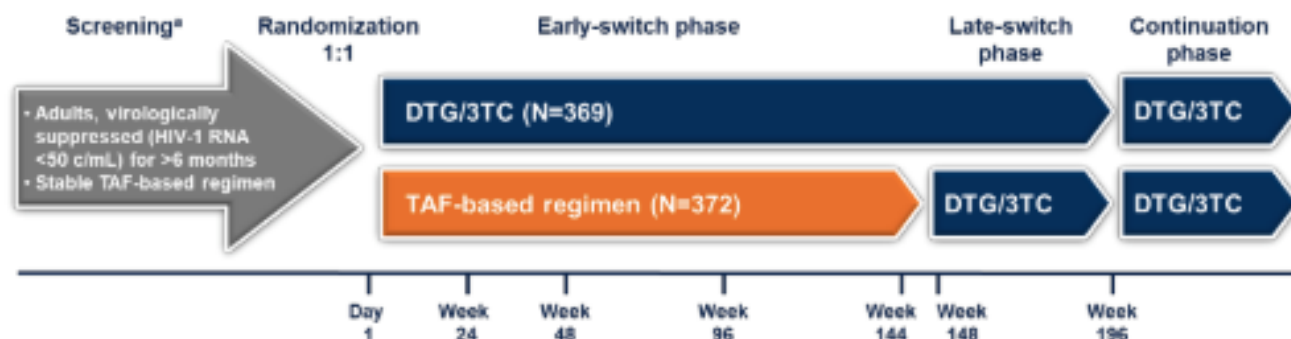 Screeningª
Randomization
1:1
Early-switch phase
Late-switch
phase
Continuation
phase
• Adults, virologically
suppressed (HIV-1 RNA
<50 c/mL) for >6 months
• Stable TAF-based regimen
DTG/3TC (N=369)
DTG/3TC
TAF-based regimen (N=372)
DTG/3TC
DTG/3TC
Day
1
Week
24
Week
48
Week
96
Week
144
Week
148
Week
196